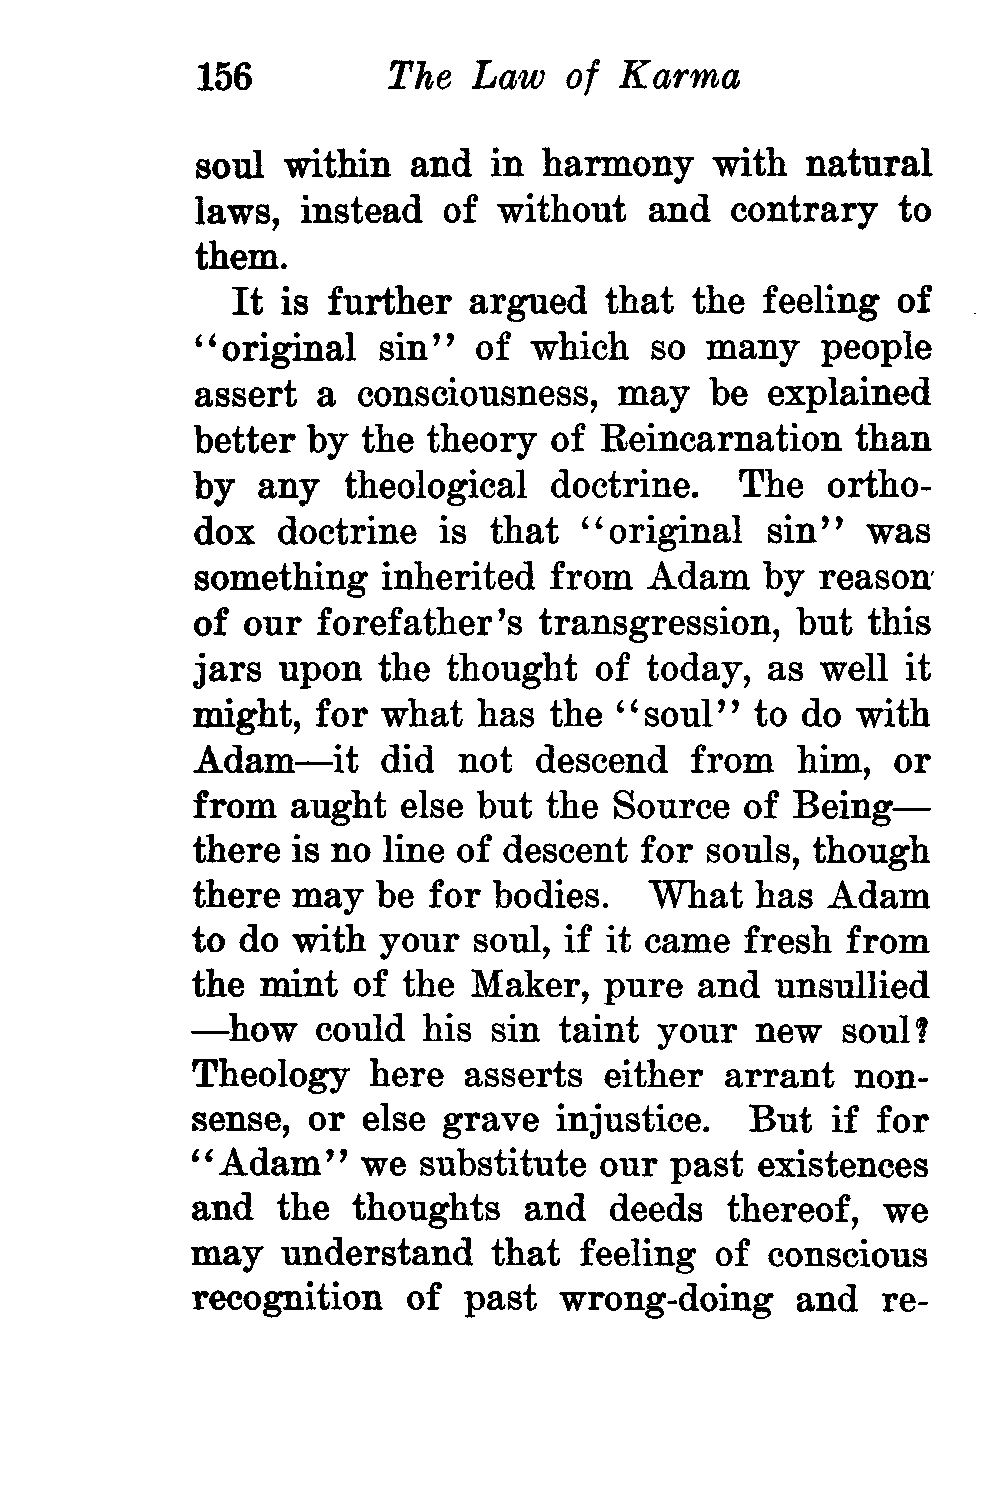 156 The Law of Karma
soul within and in harmony with natural
laws, instead of without and contrary to
them.
It is further argued that the feeling of
“original sin” of which so many people
assert a consciousness, may be explained
better by the theory of Reincarnation than
by any theological doctrine. The ortho-
dox doctrine is that “original sin” was
something inherited from Adam by reason
of our forefather’s transgression, but this
jars upon the thought of today, as well it
might, for what has the “soul” to do with
Adam—it did not descend from him, or
from aught else but the Source of Being—
there is no line of descent for souls, though
there may be for bodies. What has Adam
to do with your soul, if it came fresh from
the mint of the Maker, pure and unsullied
—how could his sin taint your new soul?
Theology here asserts either arrant non-
sense, or else grave injustice. But if for
“Adam” we substitute our past existences
and the thoughts and deeds thereof, we
may understand that feeling of conscious
recognition of past wrong-doing and re-